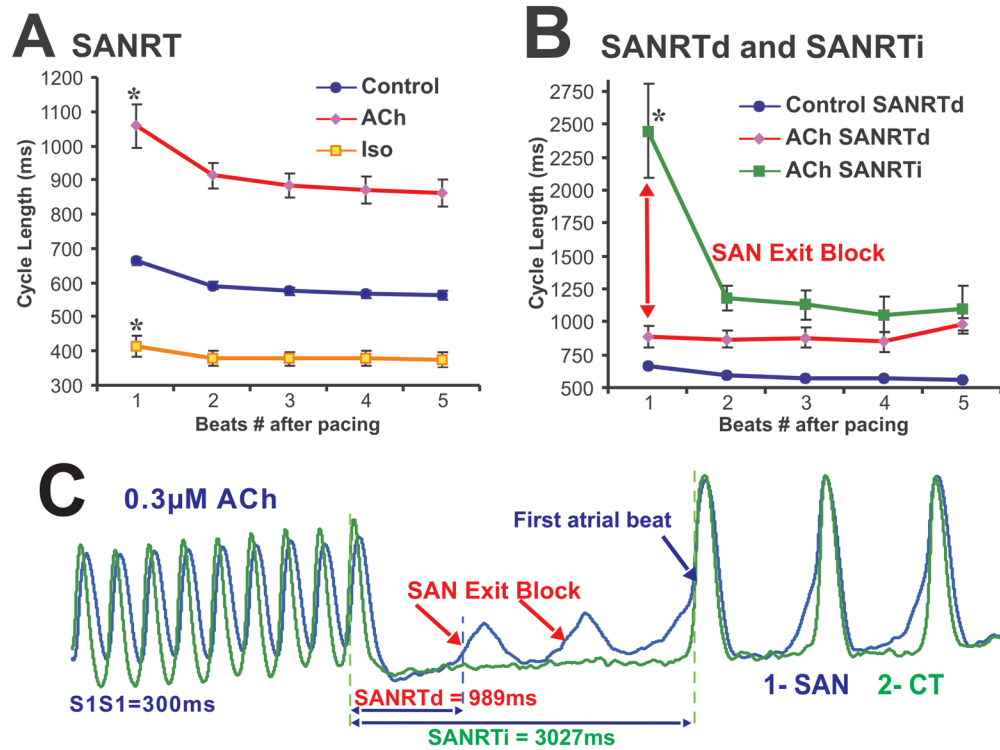 A SANRT
1200
1100
1000
900
800
700
600
500
400
300
Cycle Length (ms)
*
*
Control
ACh
Iso
1 2 3 4 5
Beats # after pacing
B SANRTd and SANRTi
2750
2500
2250
2000
1750
1500
1250
1000
750
500
Cycle Length (ms)
*
Control SANRTd
ACh SANRTd
ACh SANRTi
SAN Exit Block
1 2 3 4 5
Beats # after pacing
C
0.3µM ACh
First atrial beat
SAN Exit Block
S1S1=300ms
SANRTd = 989ms
SANRTi = 3027ms
1- SAN 2- CT